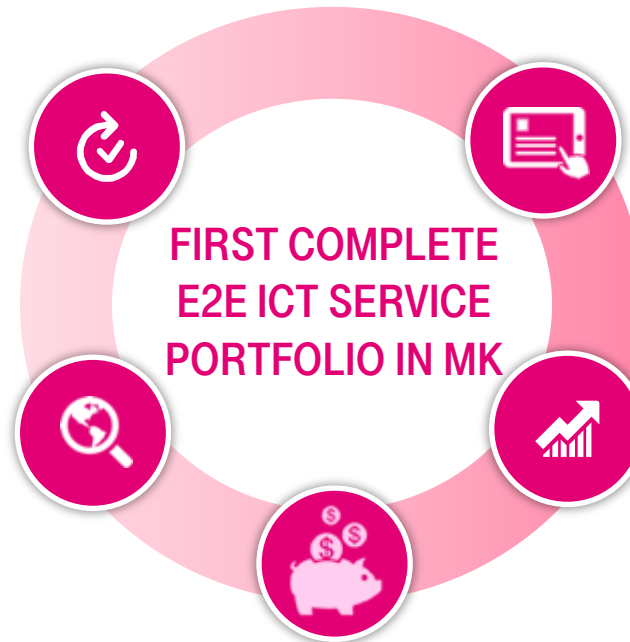 FIRST COMPLETE
E2E ICT SERVICE
PORTFOLIO IN MK
$
$
$